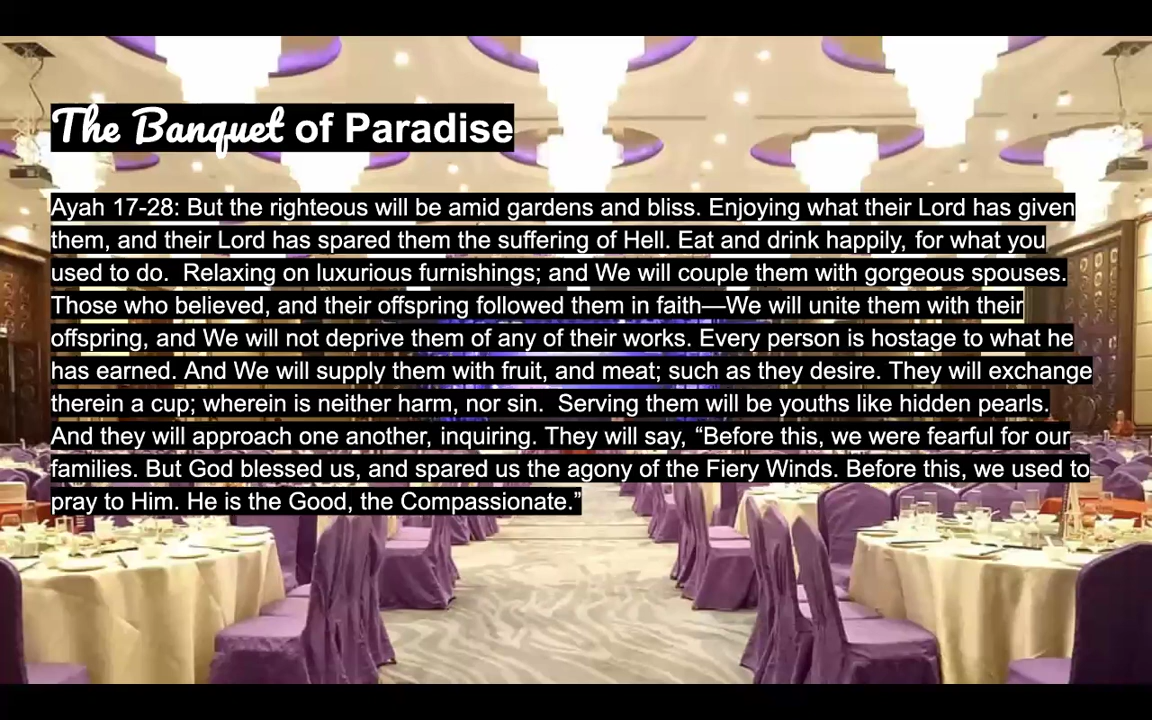 The Banquet of Paradise
Ayah 17-28: But the righteous will be amid gardens and bliss. Enjoying what their Lord has given
them, and their Lord has spared them the suffering of Hell. Eat and drink happily, for what you
used to do.  Relaxing on luxurious furnishings; and We will couple them with gorgeous spouses.
Those who believed, and their offspring followed them in faith—We will unite them with their
offspring, and We will not deprive them of any of their works. Every person is hostage to what he
has earned. And We will supply them with fruit, and meat; such as they desire. They will exchange
therein a cup; wherein is neither harm, nor sin.  Serving them will be youths like hidden pearls.
And they will approach one another, inquiring. They will say, “Before this, we were fearful for our
families. But God blessed us, and spared us the agony of the Fiery Winds. Before this, we used to
pray to Him. He is the Good, the Compassionate.”